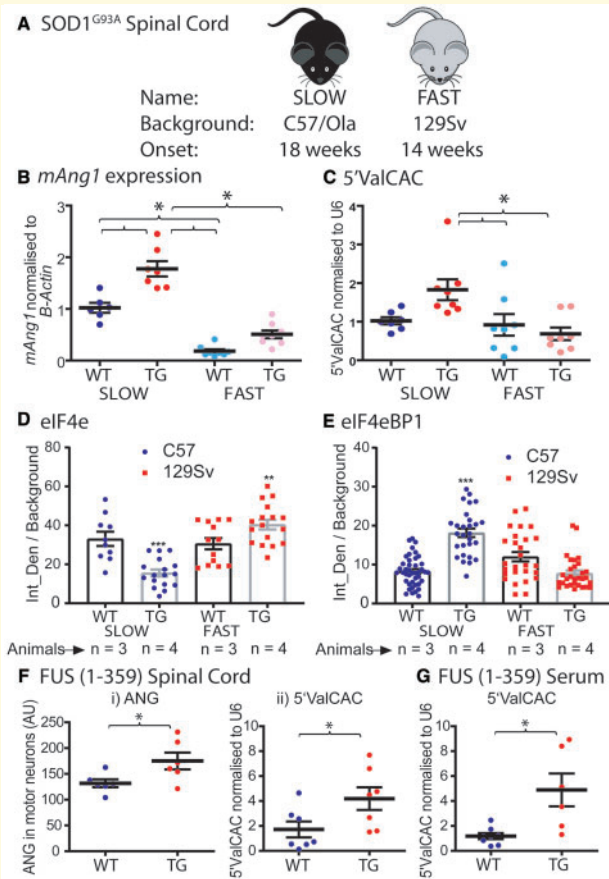 A SOD1G93A Spinal Cord
Name: SLOW FAST
Background: C57/Ola 129Sv
Onset: 18 weeks 14 weeks
B mAng1 expression
*
*
mAng1 normalised to
B-Actin
3
2
1
0
WT TG WT TG
SLOW FAST
C 5'ValCAC
*
5'ValCAC normalised to U6
4
3
2
1
0
WT TG WT TG
SLOW FAST
D eIF4e
C57
129Sv
Int_Den / Background
80
60
40
20
0
***
**
WT TG WT TG
SLOW FAST
Animals n = 3 n = 4 n = 3 n = 4
E eIF4eBP1
C57
129Sv
Int_Den / Background
40
30
20
10
0
***
WT TG WT TG
SLOW FAST
n = 3 n = 4 n = 3 n = 4
F FUS (1-359) Spinal Cord
i) ANG
*
ANG in motor neurons (AU)
250
200
150
100
50
0
WT TG
ii) 5'ValCAC
*
5'ValCAC normalised to U6
10
8
6
4
2
0
WT TG
G FUS (1-359) Serum
5'ValCAC
*
5'ValCAC normalised to U6
10
8
6
4
2
0
WT TG